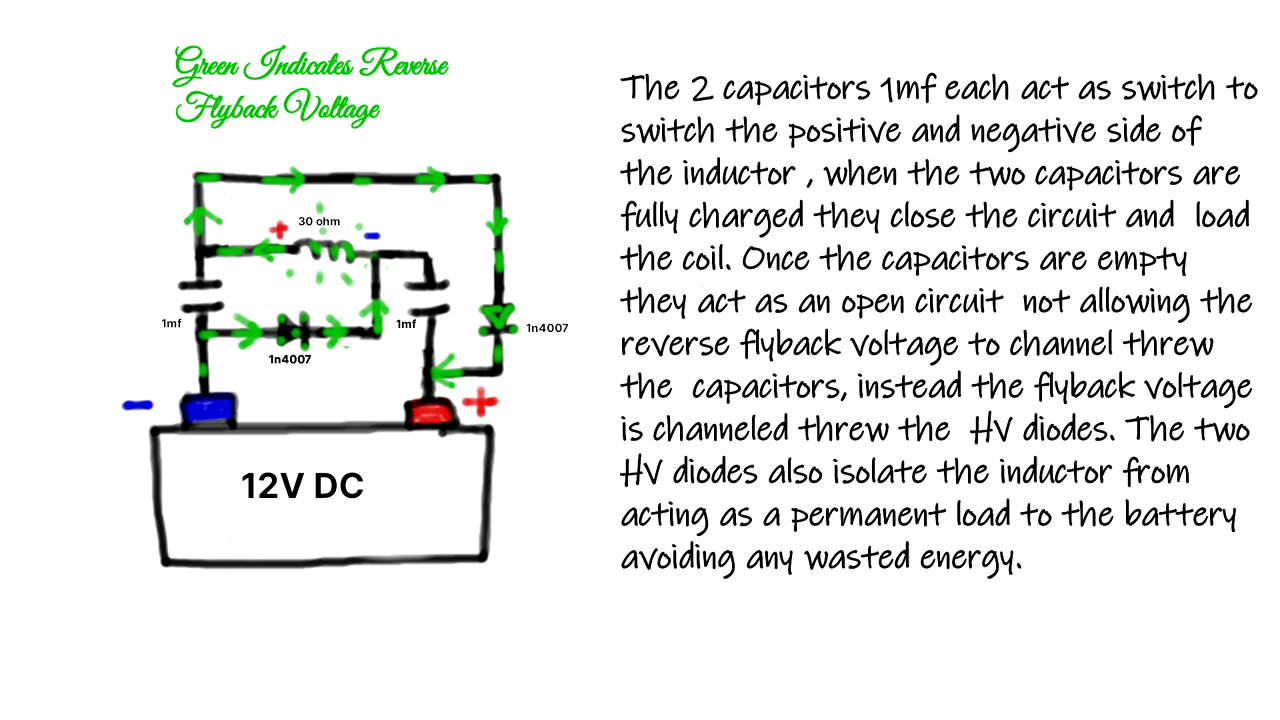 Green Indicates Reverse
Flyback Voltage
+
30 ohm
-
1mf
1mf
1n4007
1n4007
-
+
12V DC
The 2 capacitors 1mf each act as switch to
switch the positive and negative side of
the inductor , when the two capacitors are
fully charged they close the circuit and load
the coil. Once the capacitors are empty
they act as an open circuit not allowing the
reverse flyback voltage to channel threw
the capacitors, instead the flyback voltage
is channeled threw the HV diodes. The two
HV diodes also isolate the inductor from
acting as a permanent load to the battery
avoiding any wasted energy.